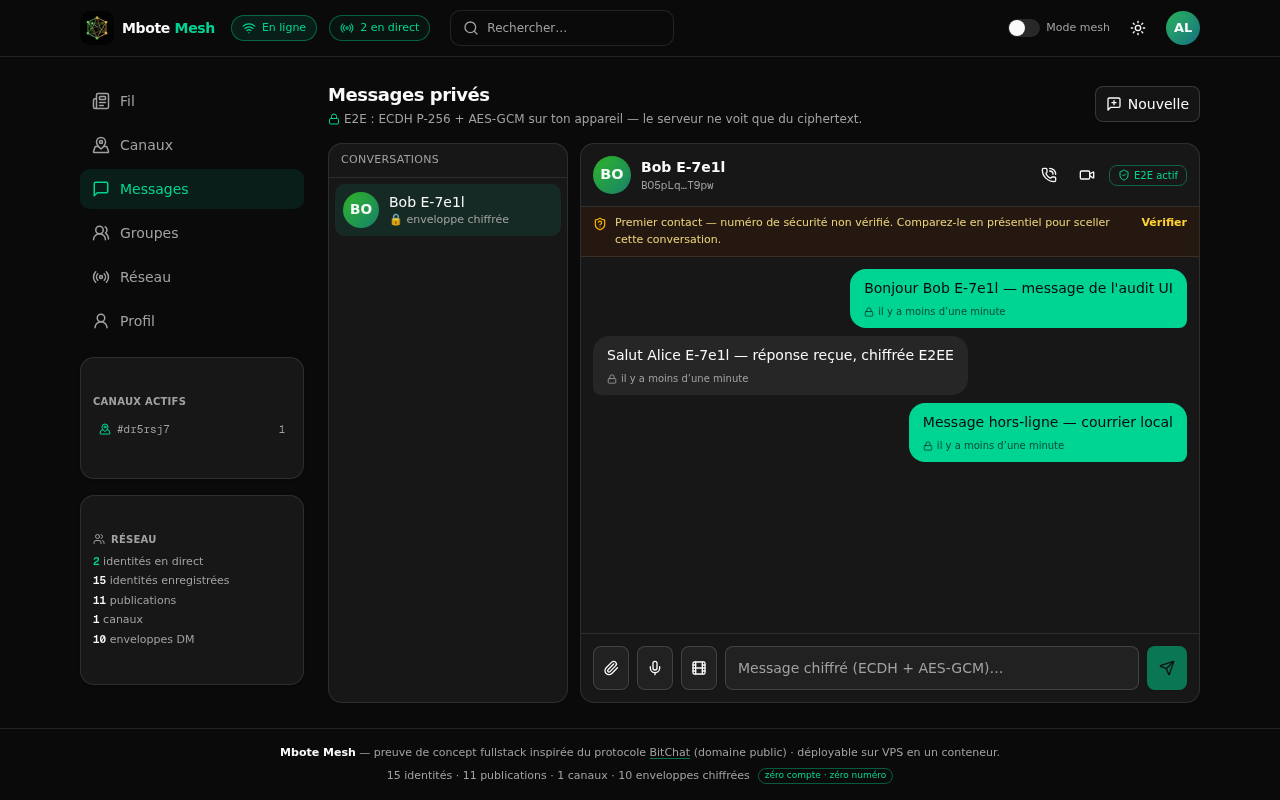 Mbote Mesh
En ligne
2 en direct
Rechercher…
Mode mesh
AL
Fil
Canaux
Messages
Groupes
Réseau
Profil
CANAUX ACTIFS
#dr5rsj7 1
RÉSEAU
2 identités en direct
15 identités enregistrées
11 publications
1 canaux
10 enveloppes DM
Messages privés
E2E : ECDH P-256 + AES-GCM sur ton appareil — le serveur ne voit que du ciphertext.
Nouvelle
CONVERSATIONS
BO
Bob E-7e1l
🔒 enveloppe chiffrée
BO
Bob E-7e1l
BO5pLq…T9pw
E2E actif
Premier contact — numéro de sécurité non vérifié. Comparez-le en présentiel pour sceller
cette conversation.
Vérifier
Bonjour Bob E-7e1l — message de l'audit UI
il y a moins d’une minute
Salut Alice E-7e1l — réponse reçue, chiffrée E2EE
il y a moins d’une minute
Message hors-ligne — courrier local
il y a moins d’une minute
Message chiffré (ECDH + AES-GCM)…
Mbote Mesh — preuve de concept fullstack inspirée du protocole BitChat (domaine public) · déployable sur VPS en un conteneur.
15 identités · 11 publications · 1 canaux · 10 enveloppes chiffrées
zéro compte · zéro numéro